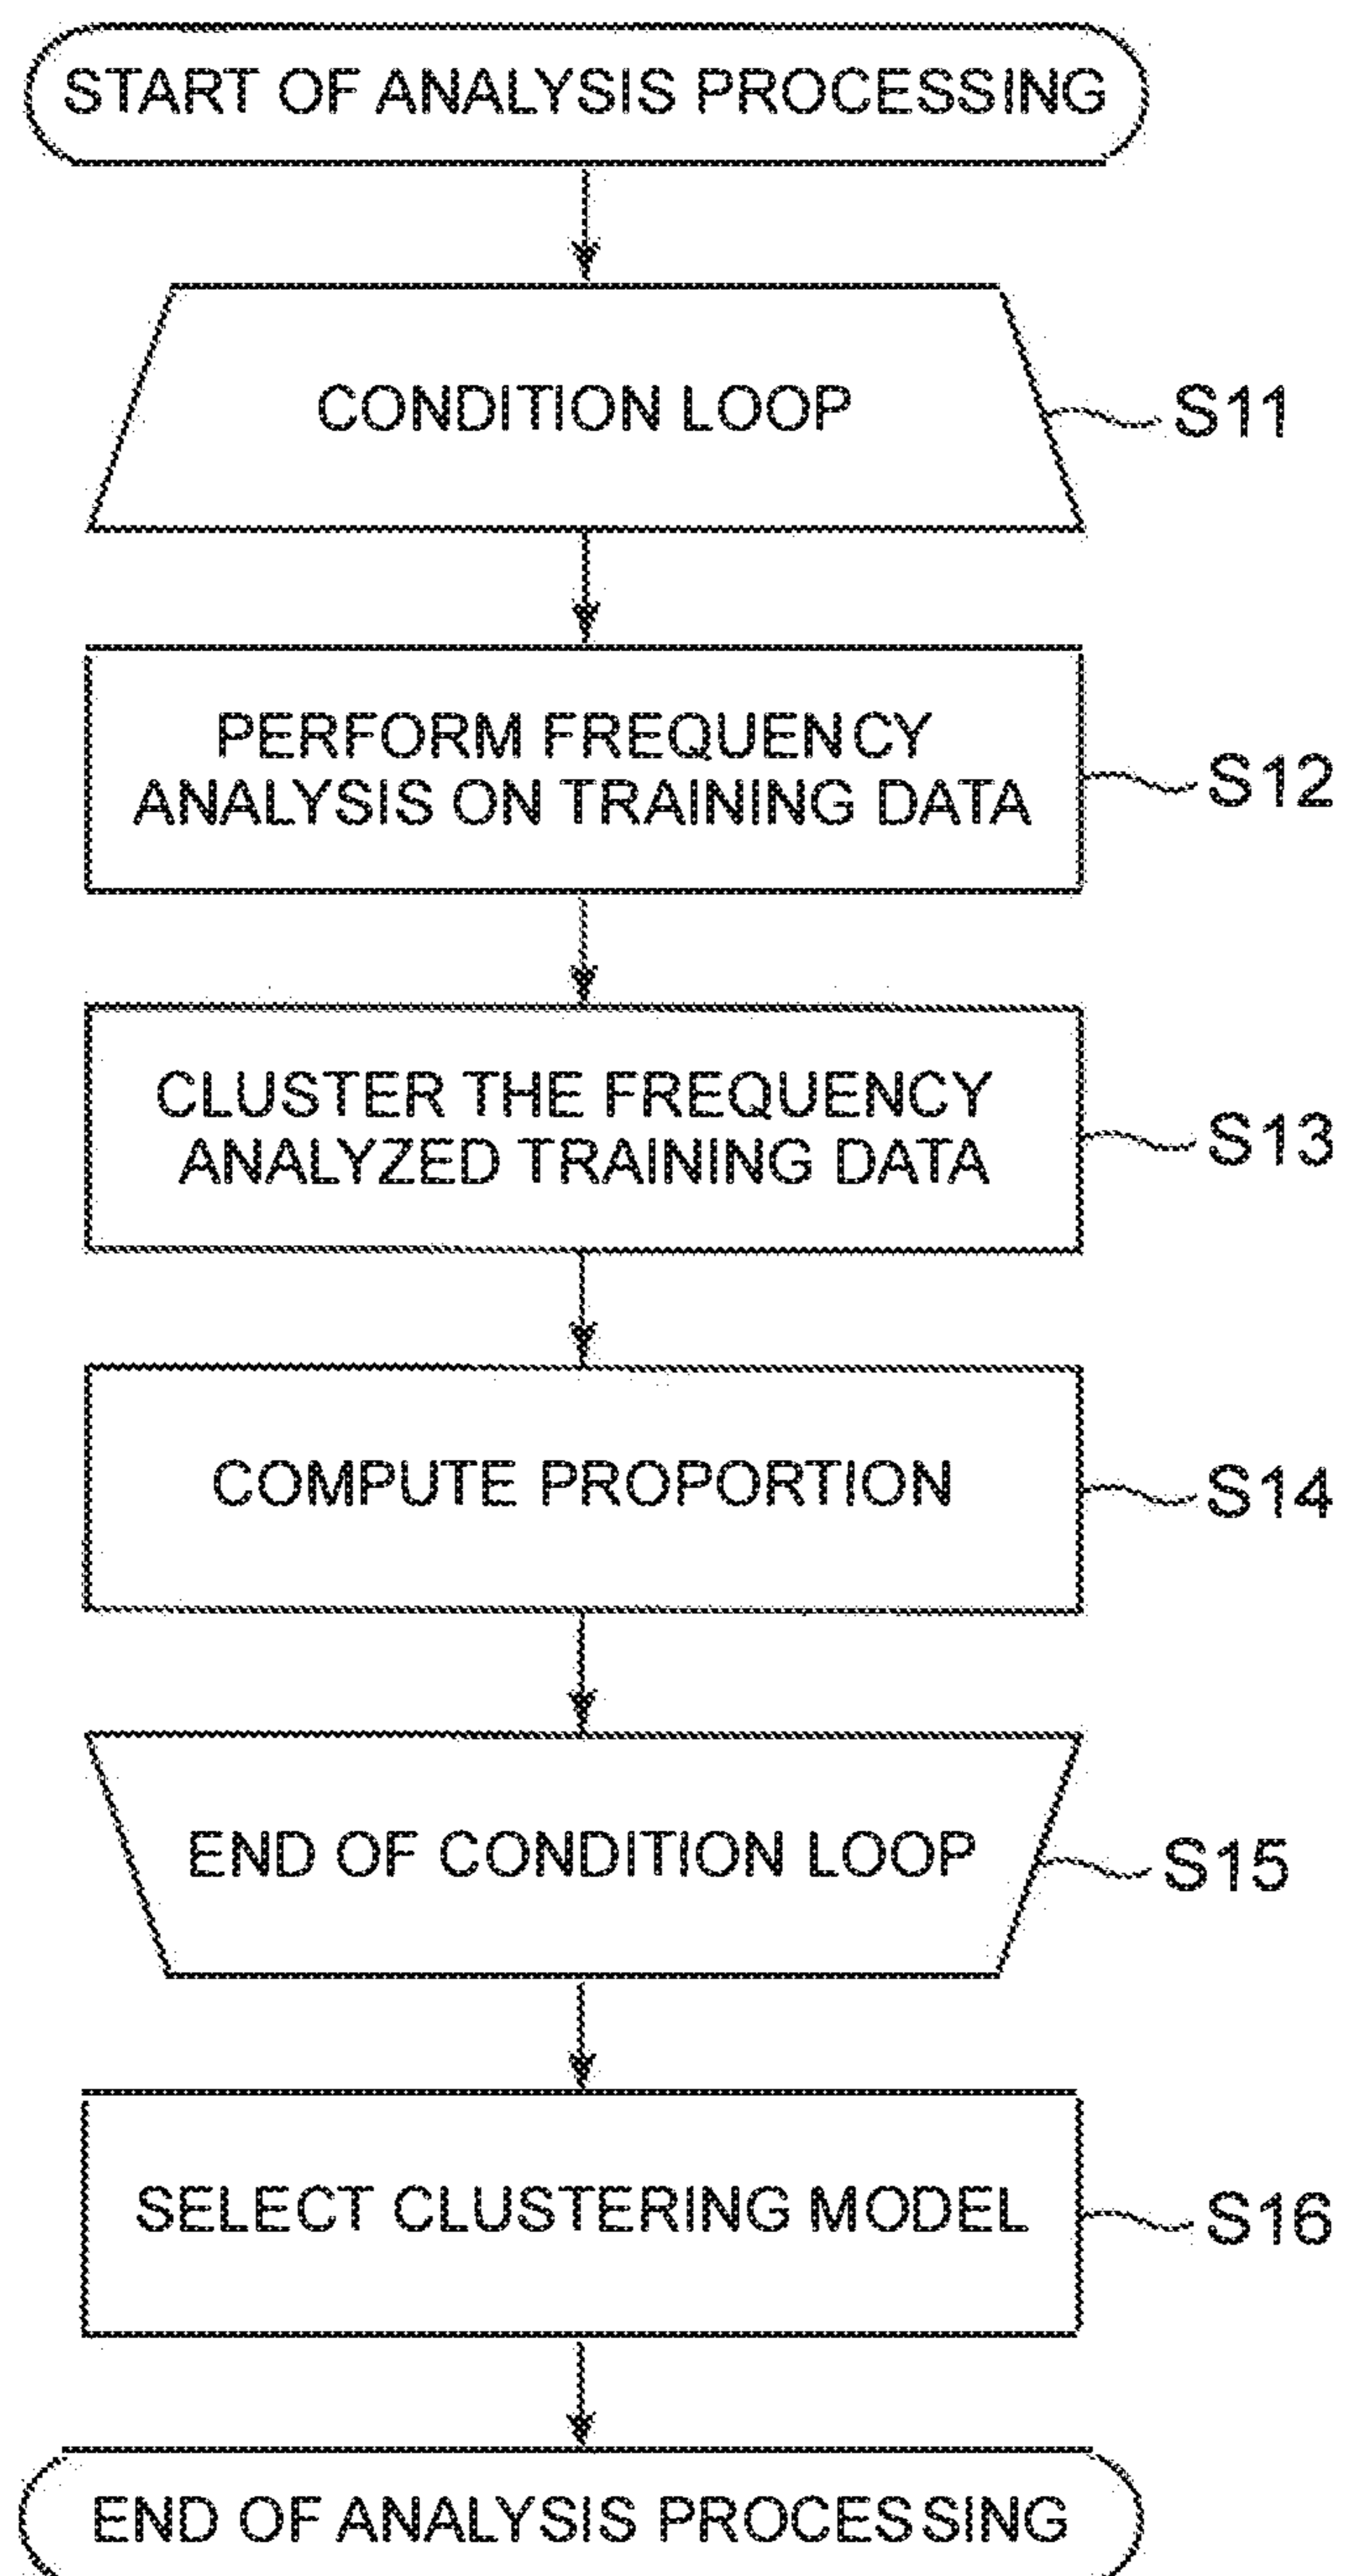 START OF ANALYSIS PROCESSING
CONDITION LOOP
S11
PERFORM FREQUENCY
ANALYSIS ON TRAINING DATA
S12
CLUSTER THE FREQUENCY
ANALYZED TRAINING DATA
S13
COMPUTE PROPORTION
S14
END OF CONDITION LOOP
S15
SELECT CLUSTERING MODEL
S16
END OF ANALYSIS PROCESSING